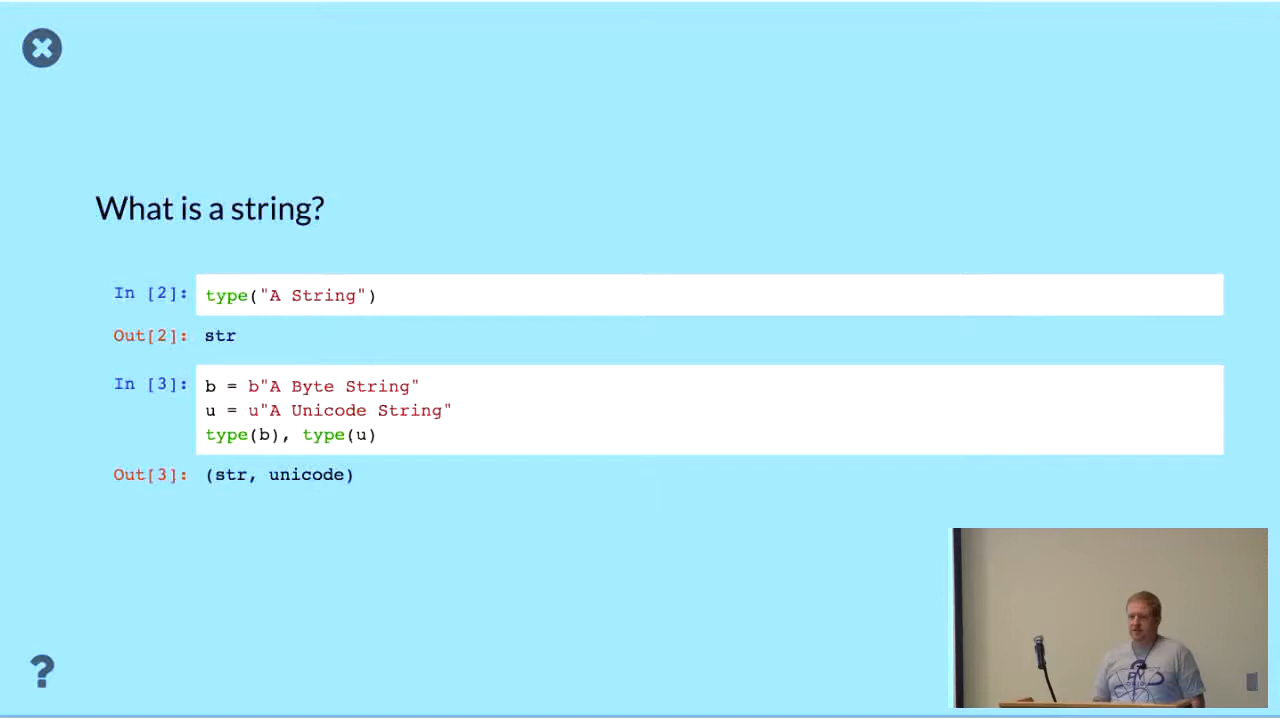 What is a string?
In [2]: type("A String")
Out[2]: str
In [3]: b = b"A Byte String"
u = u"A Unicode String"
type(b), type(u)
Out[3]: (str, unicode)
?